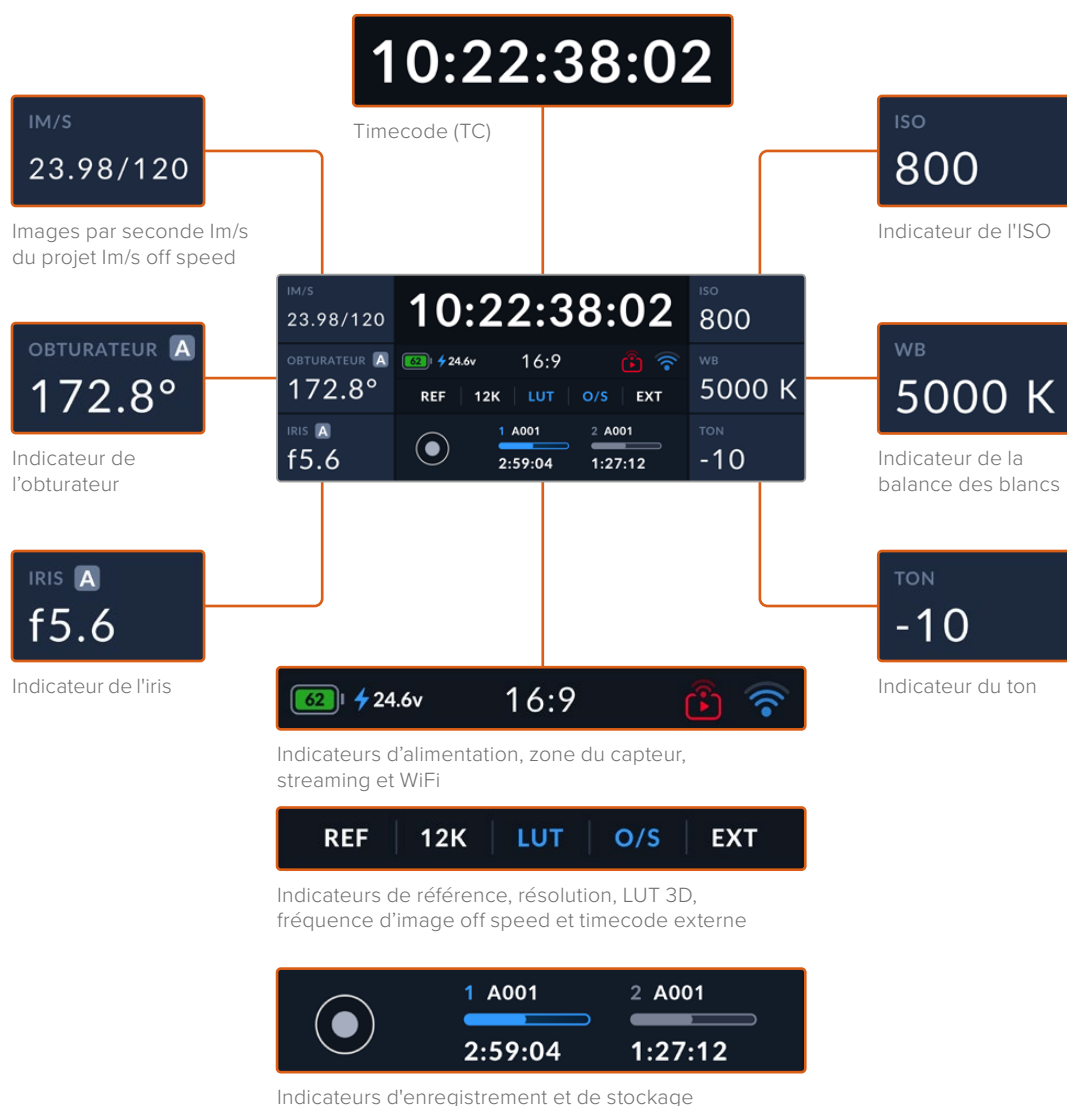 10:22:38:02
Timecode (TC)
IM/S
23.98/120
Images par seconde Im/s
du projet Im/s off speed
ISO
800
Indicateur de l'ISO
OBTURATEUR A
172.8°
Indicateur de
l’obturateur
IM/S
23.98/120
10:22:38:02
ISO
800
OBTURATEUR A
172.8°
62 24.6v 16:9
WB
5000 K
REF 12K LUT O/S EXT
IRIS A
f5.6
1 A001 2 A001
2:59:04 1:27:12
TON
-10
WB
5000 K
Indicateur de la
balance des blancs
IRIS A
f5.6
Indicateur de l'iris
TON
-10
Indicateur du ton
62 24.6v 16:9
Indicateurs d’alimentation, zone du capteur,
streaming et WiFi
REF 12K LUT O/S EXT
Indicateurs de référence, résolution, LUT 3D,
fréquence d’image off speed et timecode externe
1 A001 2 A001
2:59:04 1:27:12
Indicateurs d'enregistrement et de stockage